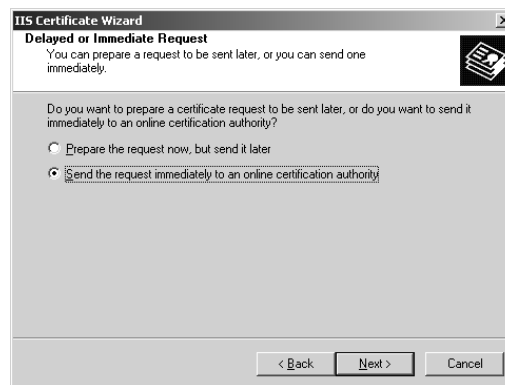 IIS Certificate Wizard
Delayed or Immediate Request
You can prepare a request to be sent later, or you can send one
immediately.
Do you want to prepare a certificate request to be sent later, or do you want to send it
immediately to an online certification authority?
Prepare the request now, but send it later
Send the request immediately to an online certification authority
< Back
Next >
Cancel